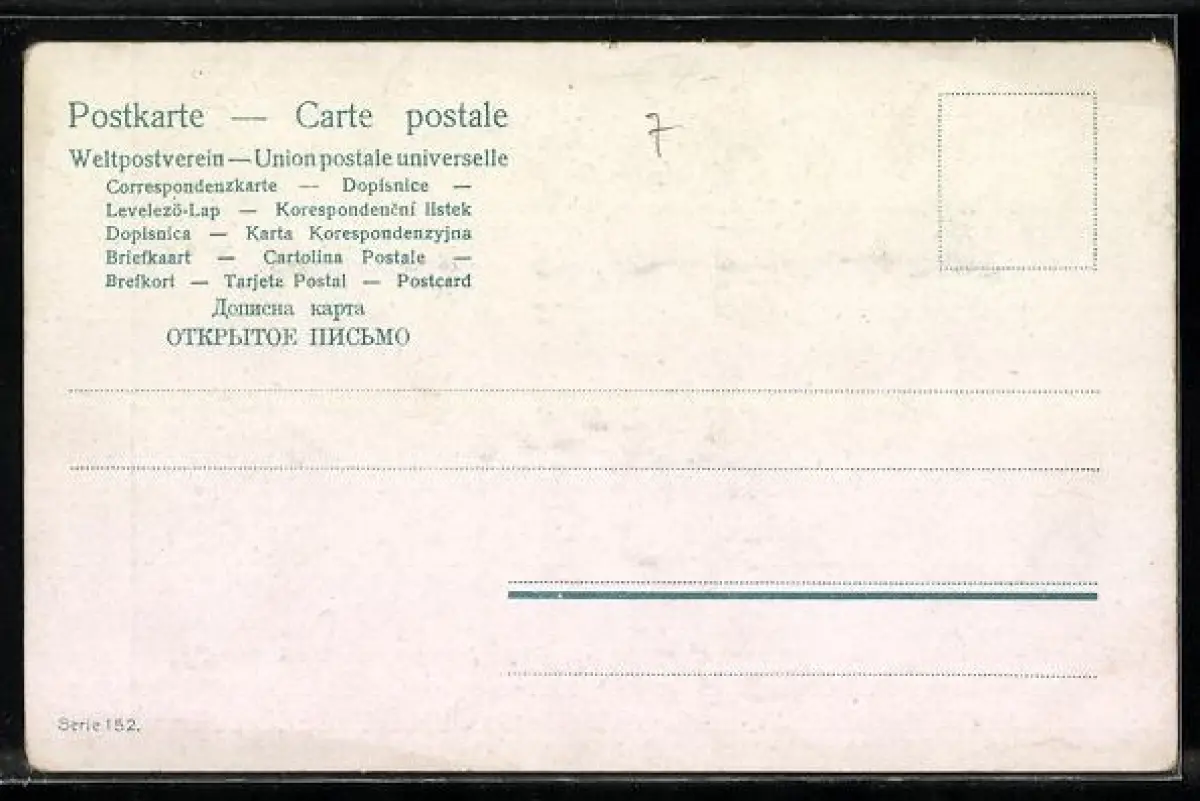 Postkarte — Carte postale
7
Weltpostverein — Union postale universelle
Correspondenzkarte — Dopisnice —
Levelező-Lap — Korespondenční lístek
Dopisnica — Karta Korespondenzyjna
Briefkaart — Cartolina Postale —
Brefkort — Tarjeta Postal — Postcard
Дописна карта
ОТКРЫТОЕ ПИСЬМО
Serie 152.